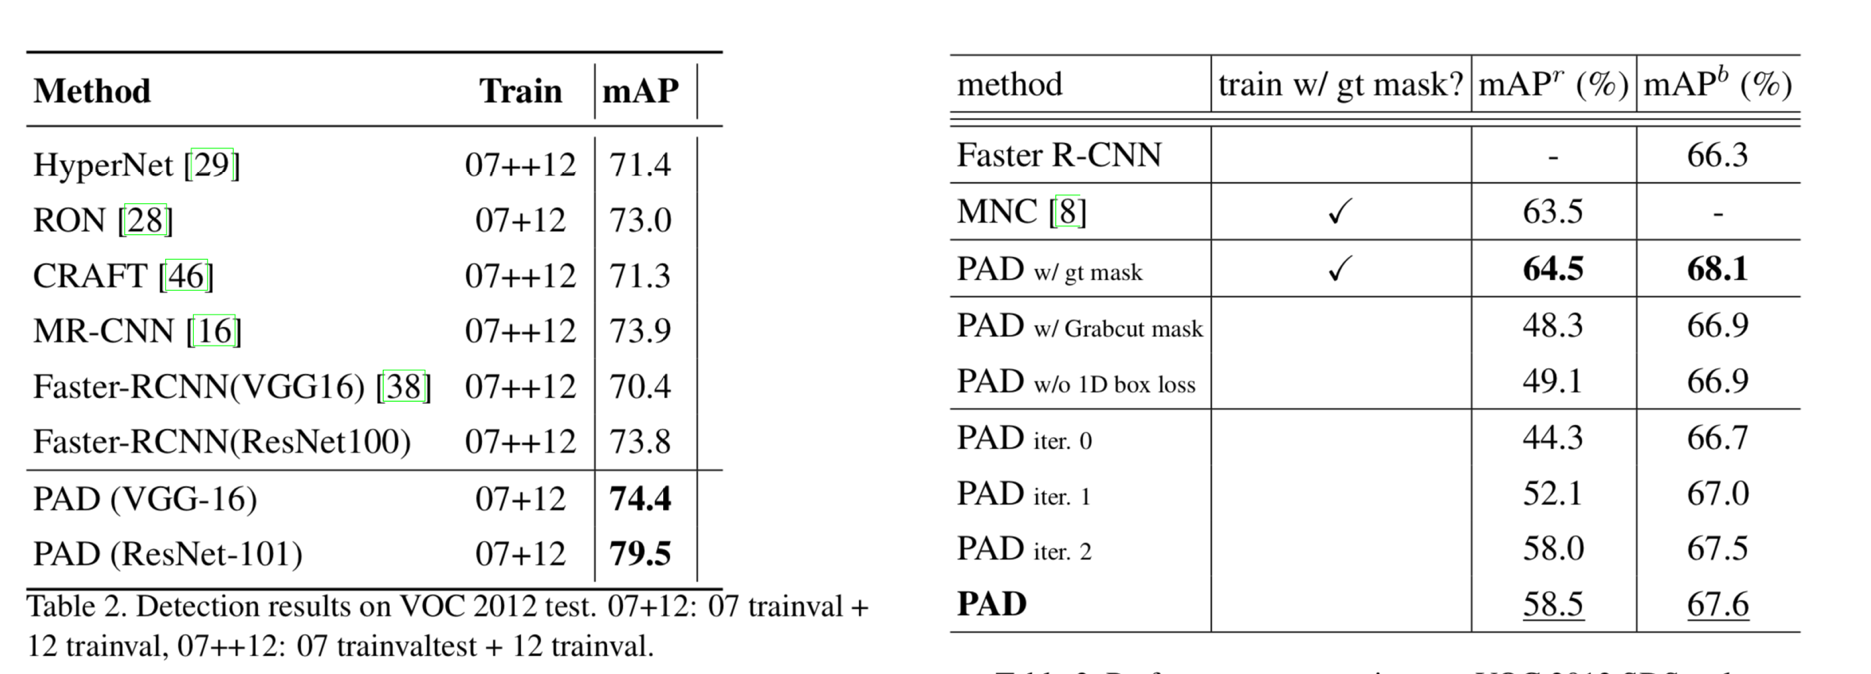 Method Train mAP
HyperNet [29] 07++12 71.4
RON [28] 07+12 73.0
CRAFT [46] 07++12 71.3
MR-CNN [16] 07++12 73.9
Faster-RCNN(VGG16) [38] 07++12 70.4
Faster-RCNN(ResNet100) 07++12 73.8
PAD (VGG-16) 07+12 74.4
PAD (ResNet-101) 07+12 79.5
Table 2. Detection results on VOC 2012 test. 07+12: 07 trainval +
12 trainval, 07++12: 07 trainvaltest + 12 trainval.
method train w/ gt mask? mAPʳ (%) mAPᵇ (%)
Faster R-CNN - 66.3
MNC [8] ✓ 63.5 -
PAD w/ gt mask ✓ 64.5 68.1
PAD w/ Grabcut mask 48.3 66.9
PAD w/o 1D box loss 49.1 66.9
PAD iter. 0 44.3 66.7
PAD iter. 1 52.1 67.0
PAD iter. 2 58.0 67.5
PAD 58.5 67.6